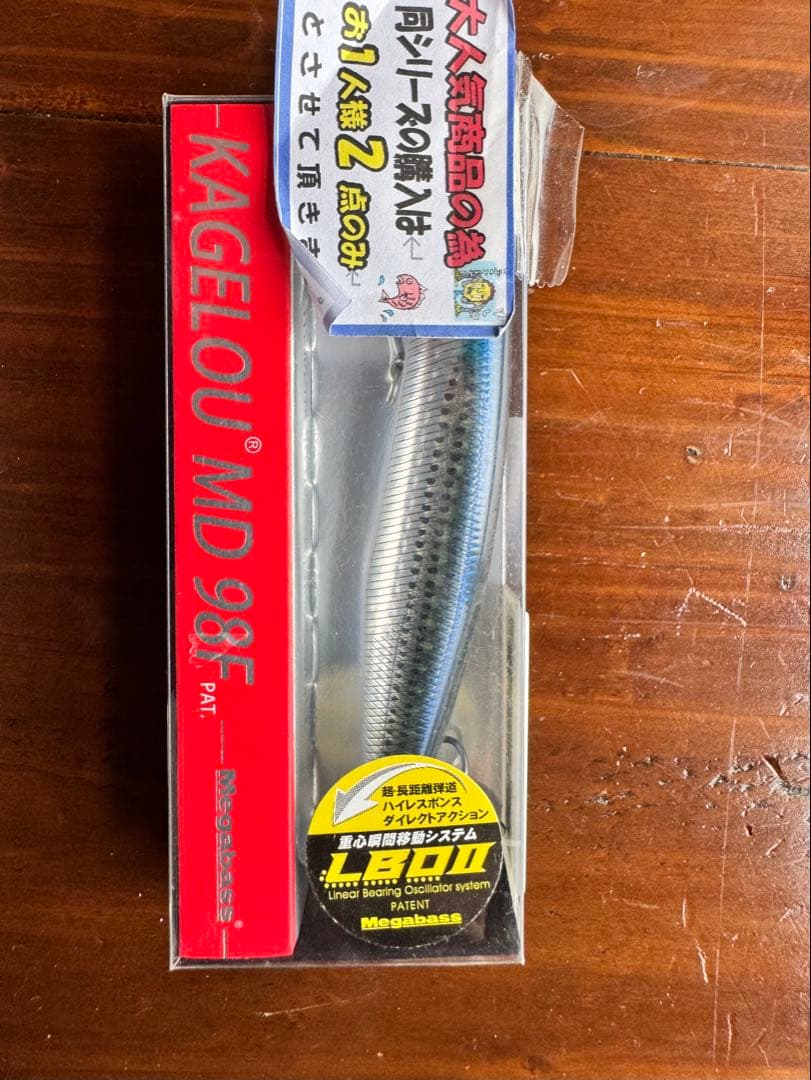 大人気商品の為
同シリーズの購入は
お1人様2点のみ
とさせて頂きま
KAGELOU® MD 98F
PAT.
Megabass®
超・長距離弾道
ハイレスポンス
ダイレクトアクション
重心瞬間移動システム
LBOII
Linear Bearing Oscillator system
PATENT
Megabass